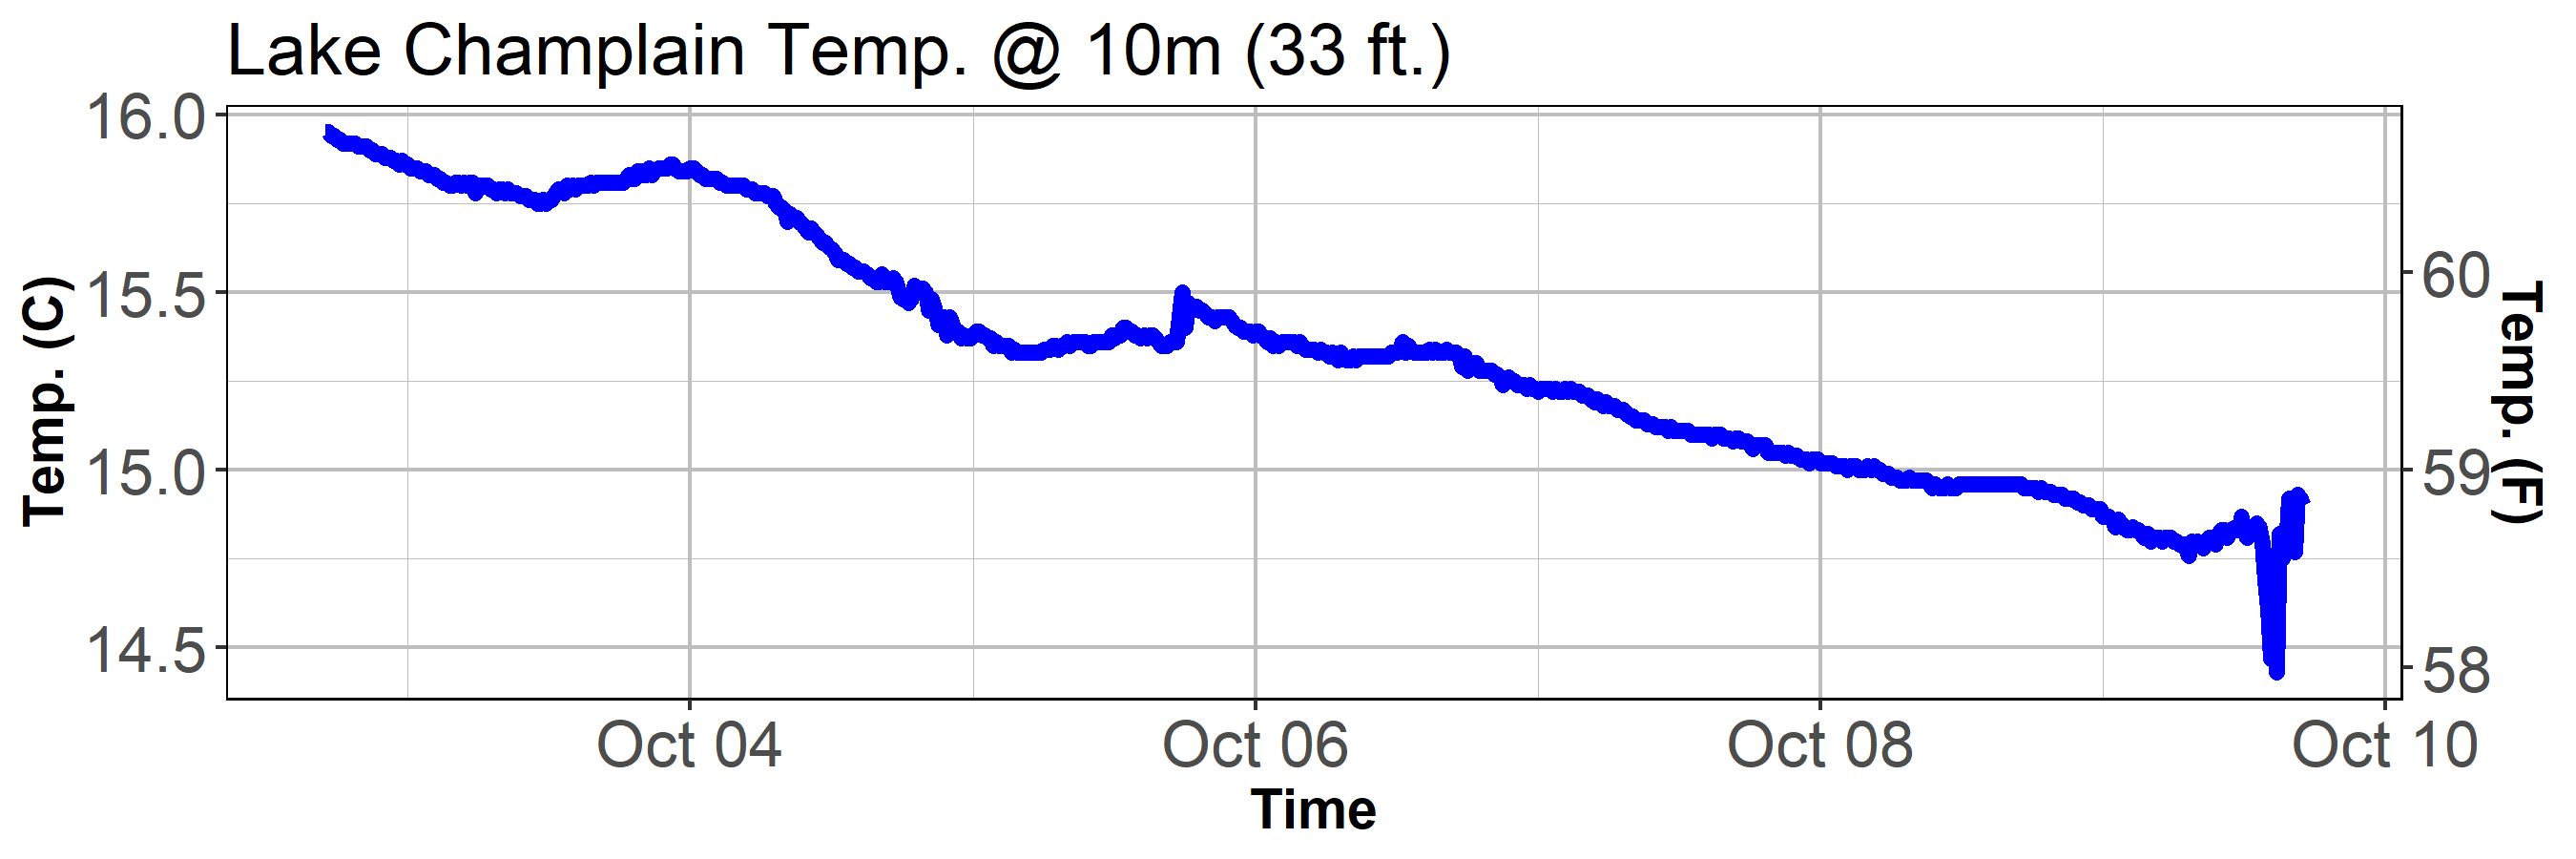 Lake Champlain Temp. @ 10m (33 ft.)
16.0
15.5
15.0
14.5
Temp. (C)
60
59
58
Temp. (F)
Oct 04 Oct 06 Oct 08 Oct 10
Time